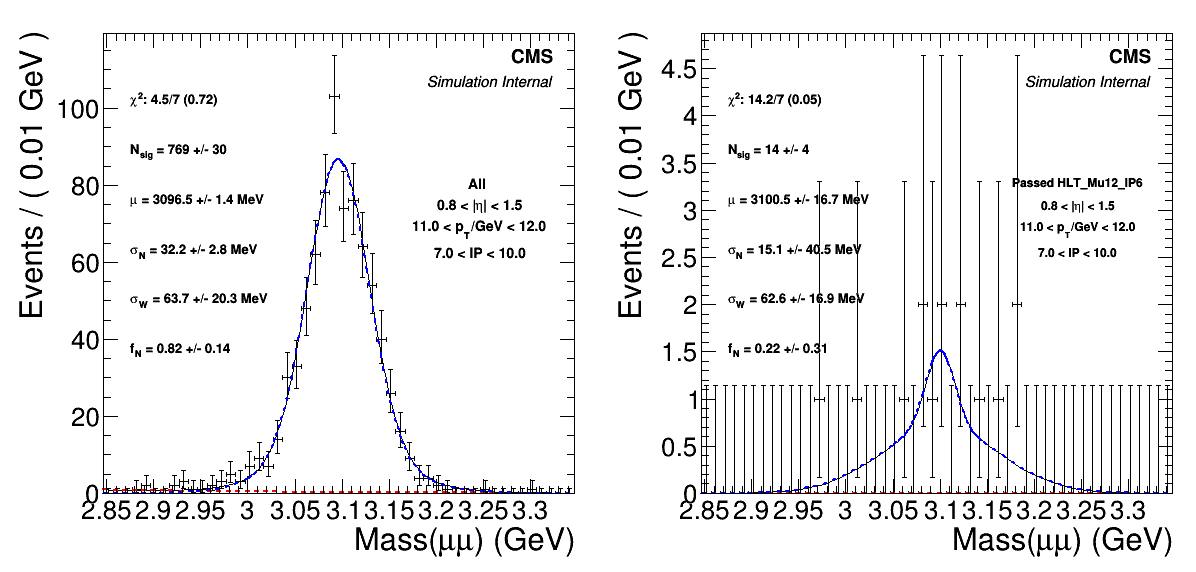 CMS
Simulation Internal
χ²: 4.5/7 (0.72)
N_sig = 769 +/- 30
μ = 3096.5 +/- 1.4 MeV
σ_N = 32.2 +/- 2.8 MeV
σ_W = 63.7 +/- 20.3 MeV
f_N = 0.82 +/- 0.14
All
0.8 < |η| < 1.5
11.0 < p_T/GeV < 12.0
7.0 < IP < 10.0
Events / ( 0.01 GeV )
100
80
60
40
20
0
2.85 2.9 2.95 3 3.05 3.1 3.15 3.2 3.25 3.3
Mass(μμ) (GeV)
CMS
Simulation Internal
χ²: 14.2/7 (0.05)
N_sig = 14 +/- 4
μ = 3100.5 +/- 16.7 MeV
σ_N = 15.1 +/- 40.5 MeV
σ_W = 62.6 +/- 16.9 MeV
f_N = 0.22 +/- 0.31
Passed HLT_Mu12_IP6
0.8 < |η| < 1.5
11.0 < p_T/GeV < 12.0
7.0 < IP < 10.0
Events / ( 0.01 GeV )
4.5
4
3.5
3
2.5
2
1.5
1
0.5
0
2.85 2.9 2.95 3 3.05 3.1 3.15 3.2 3.25 3.3
Mass(μμ) (GeV)